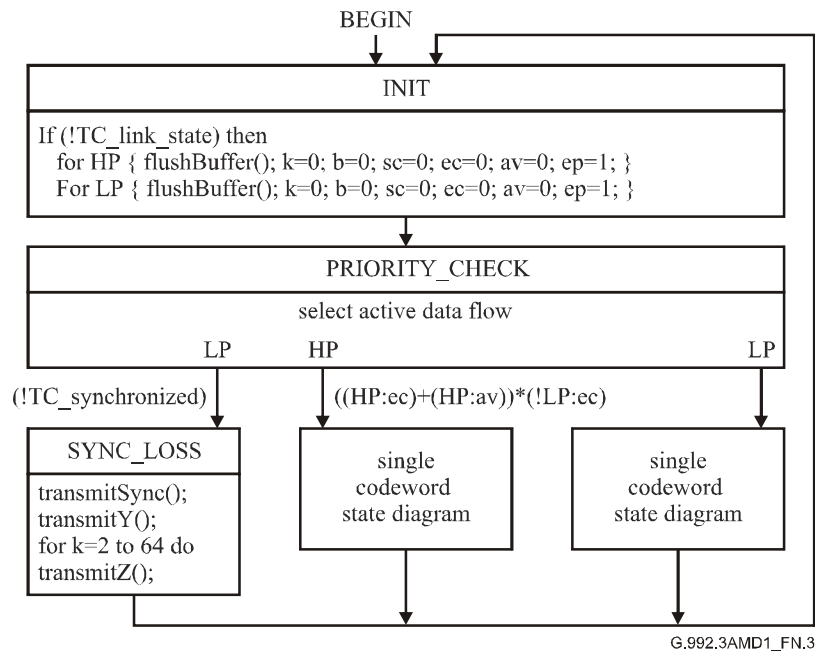 BEGIN
INIT
If (!TC_link_state) then
for HP { flushBuffer(); k=0; b=0; sc=0; ec=0; av=0; ep=1; }
For LP { flushBuffer(); k=0; b=0; sc=0; ec=0; av=0; ep=1; }
PRIORITY_CHECK
select active data flow
LP HP LP
(!TC_synchronized) ((HP:ec)+(HP:av))*(!LP:ec)
SYNC_LOSS
transmitSync();
transmitY();
for k=2 to 64 do
transmitZ();
single
codeword
state diagram
single
codeword
state diagram
G.992.3AMD1_FN.3